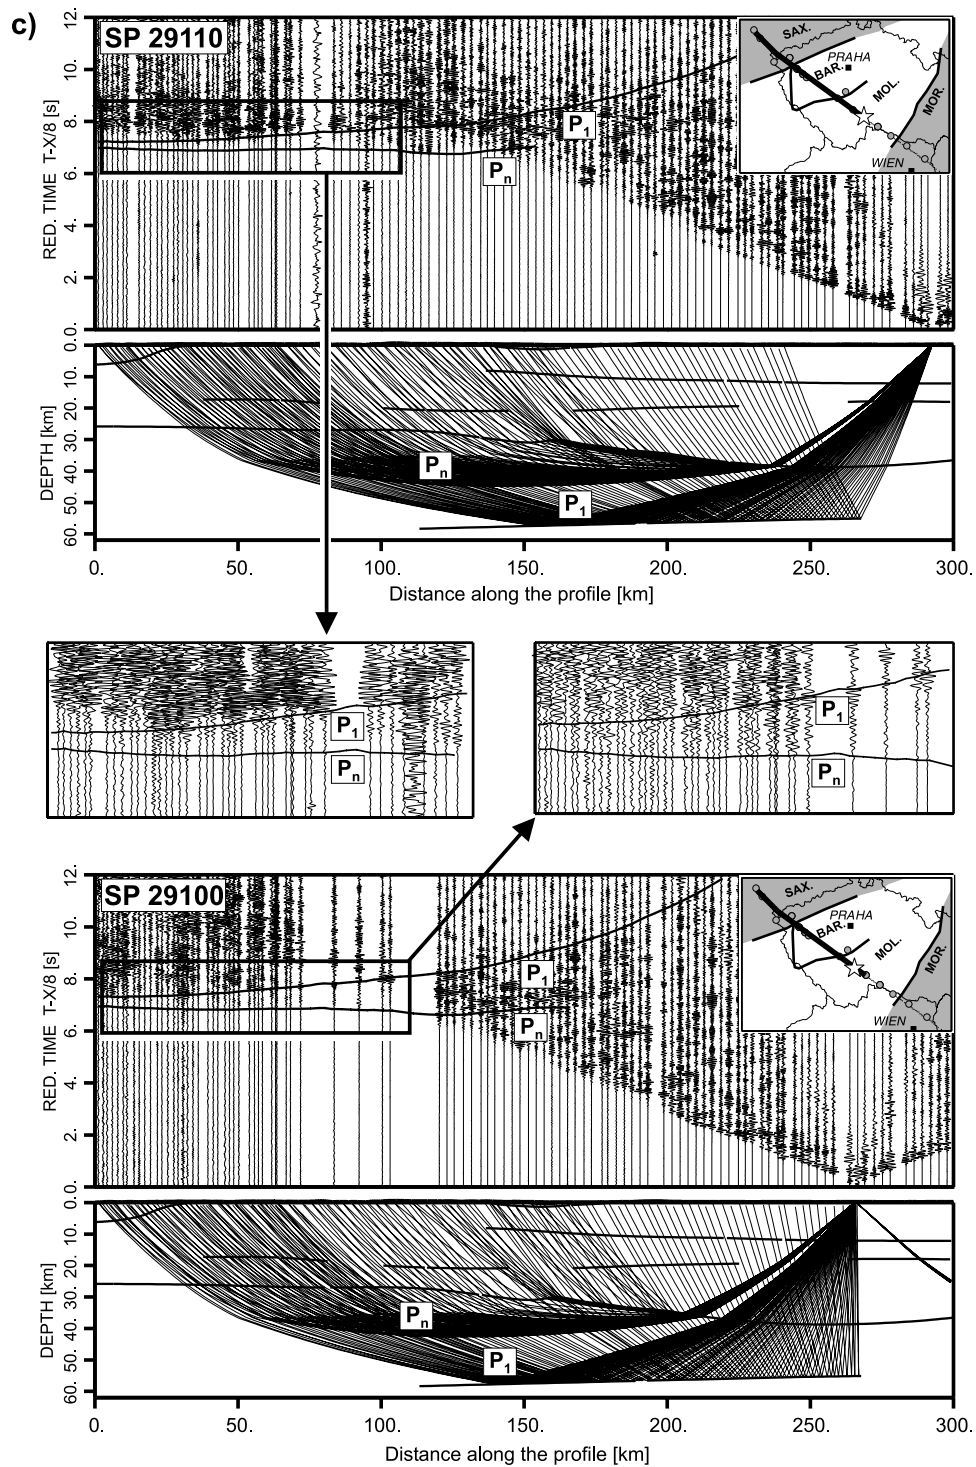 c)
SP 29110
RED. TIME T-X/8 [s]
12.
10.
8.
6.
4
2.
0.
P1
Pn
SAX.
PRAHA
BAR.
MOL.
MOR.
WIEN
DEPTH [km]
0.
10.
20.
30.
40.
50.
60.
Pn
P1
0. 50. 100. 150. 200. 250. 300.
Distance along the profile [km]
P1
Pn
P1
Pn
SP 29100
RED. TIME T-X/8 [s]
12.
10.
8.
6.
4
2.
0.
P1
Pn
SAX.
PRAHA
BAR.
MOL.
MOR.
WIEN
DEPTH [km]
0.
10.
20.
30.
40.
50.
60.
Pn
P1
0. 50. 100. 150. 200. 250. 300.
Distance along the profile [km]